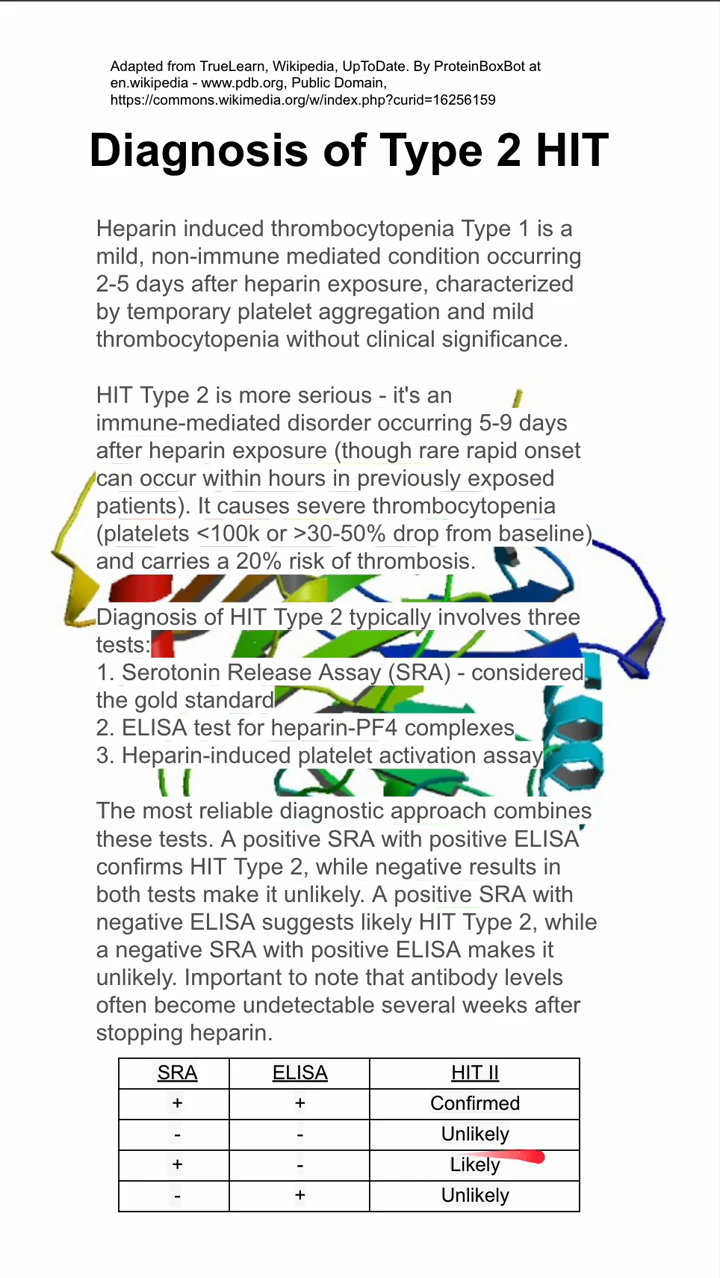 Adapted from TrueLearn, Wikipedia, UpToDate. By ProteinBoxBot at
en.wikipedia - www.pdb.org, Public Domain,
https://commons.wikimedia.org/w/index.php?curid=16256159
Diagnosis of Type 2 HIT
Heparin induced thrombocytopenia Type 1 is a
mild, non-immune mediated condition occurring
2-5 days after heparin exposure, characterized
by temporary platelet aggregation and mild
thrombocytopenia without clinical significance.
HIT Type 2 is more serious - it's an
immune-mediated disorder occurring 5-9 days
after heparin exposure (though rare rapid onset
can occur within hours in previously exposed
patients). It causes severe thrombocytopenia
(platelets <100k or >30-50% drop from baseline)
and carries a 20% risk of thrombosis.
Diagnosis of HIT Type 2 typically involves three
tests:
1. Serotonin Release Assay (SRA) - considered
the gold standard
2. ELISA test for heparin-PF4 complexes
3. Heparin-induced platelet activation assay
The most reliable diagnostic approach combines
these tests. A positive SRA with positive ELISA
confirms HIT Type 2, while negative results in
both tests make it unlikely. A positive SRA with
negative ELISA suggests likely HIT Type 2, while
a negative SRA with positive ELISA makes it
unlikely. Important to note that antibody levels
often become undetectable several weeks after
stopping heparin.
SRA ELISA HIT II
+ + Confirmed
- - Unlikely
+ - Likely
- + Unlikely